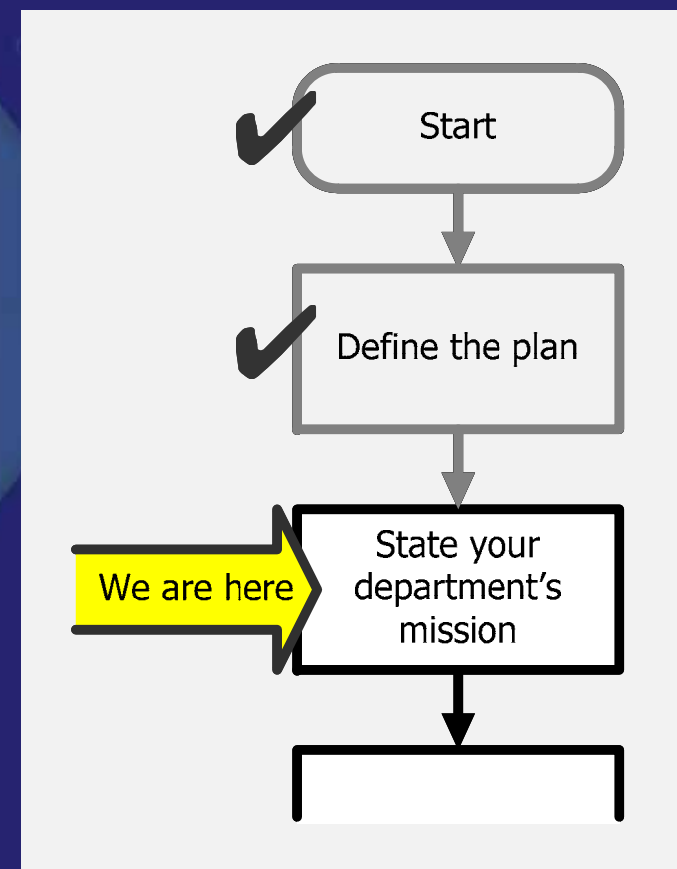 Start
Define the plan
State your
We are here
department’s
mission